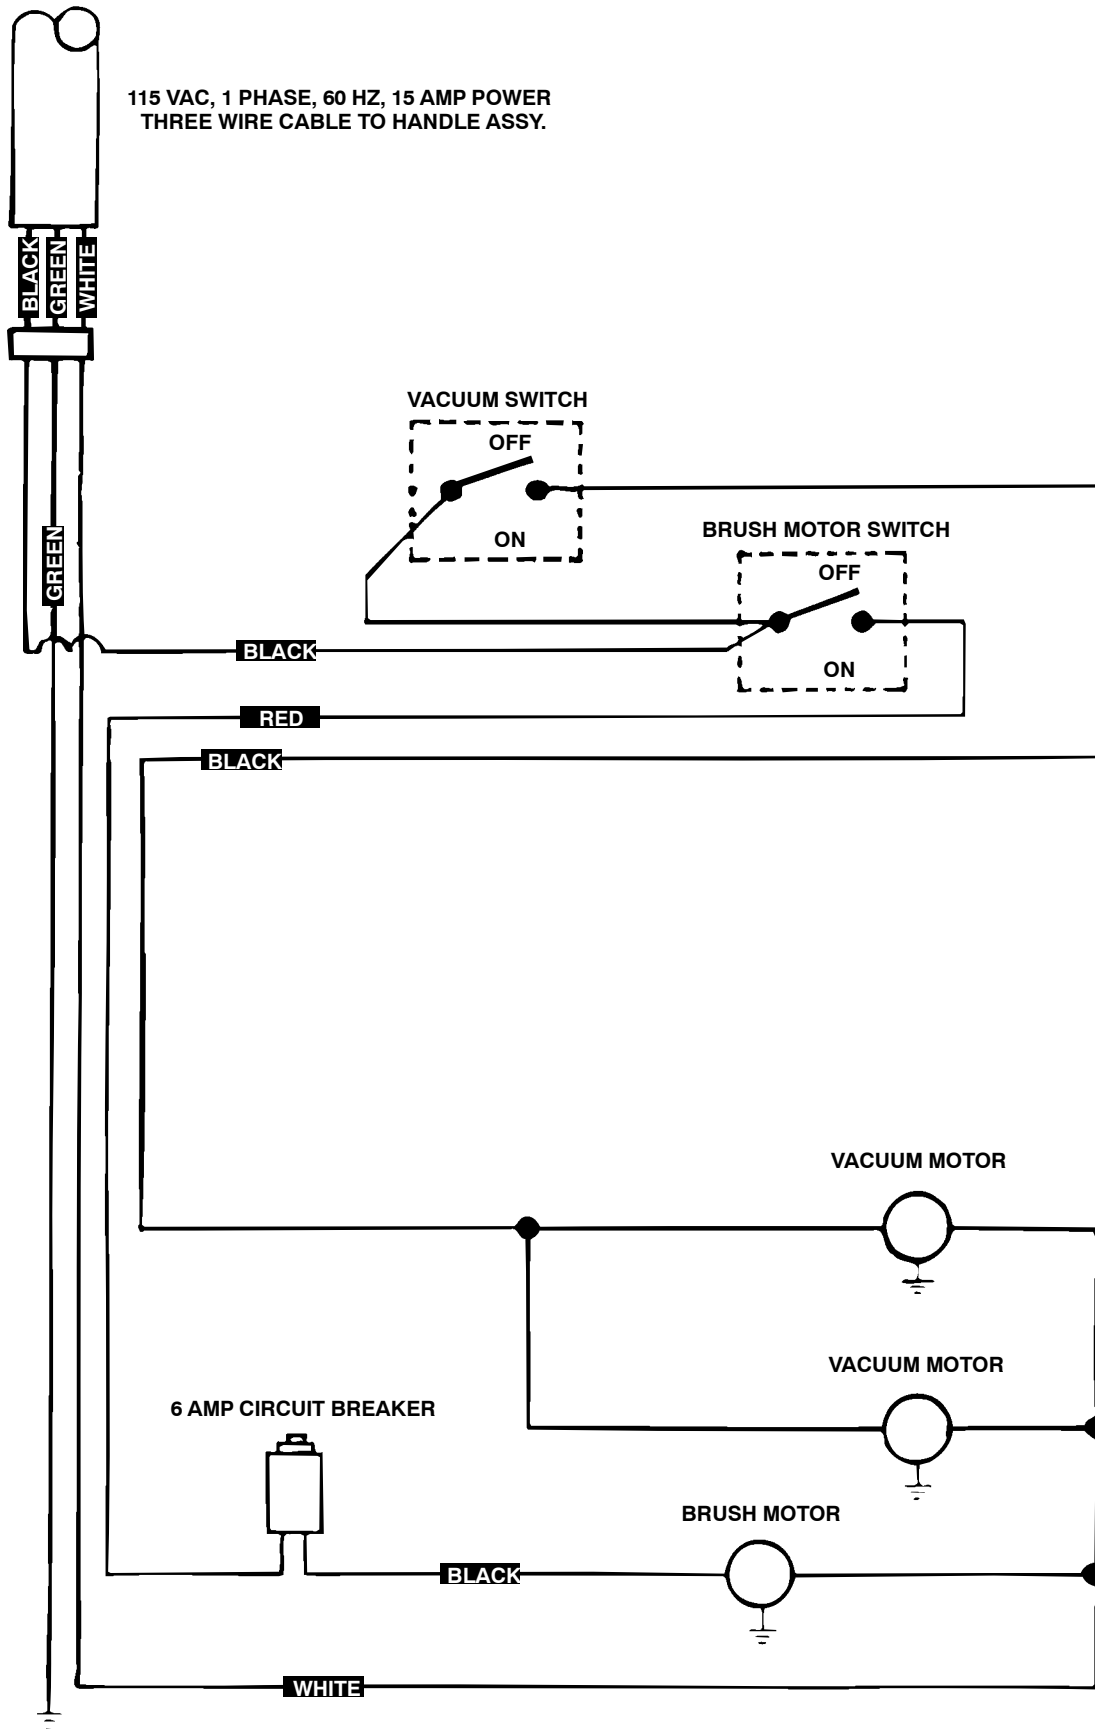 115 VAC, 1 PHASE, 60 HZ, 15 AMP POWER
THREE WIRE CABLE TO HANDLE ASSY.
BLACK
GREEN
WHITE
VACUUM SWITCH
OFF
ON
GREEN
BRUSH MOTOR SWITCH
OFF
ON
BLACK
RED
BLACK
VACUUM MOTOR
VACUUM MOTOR
6 AMP CIRCUIT BREAKER
BRUSH MOTOR
BLACK
WHITE